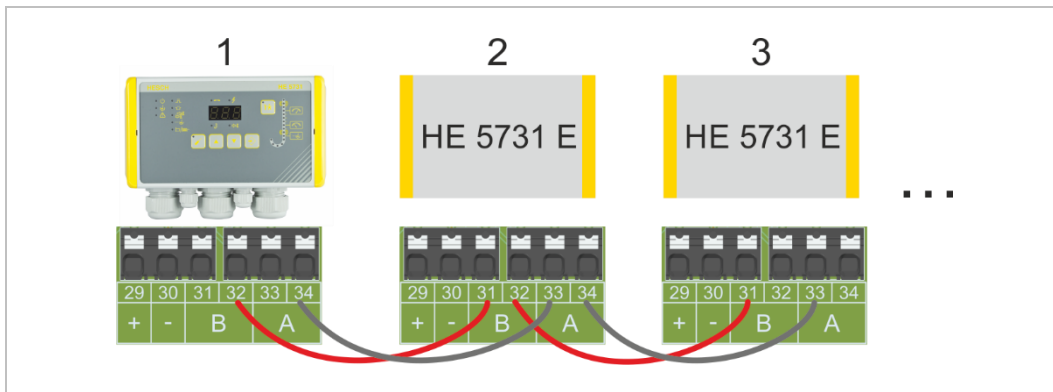 1 2 3
HE 5731 E HE 5731 E
...
29 30 31 32 33 34 29 30 31 32 33 34 29 30 31 32 33 34
+ - B A + - B A + - B A